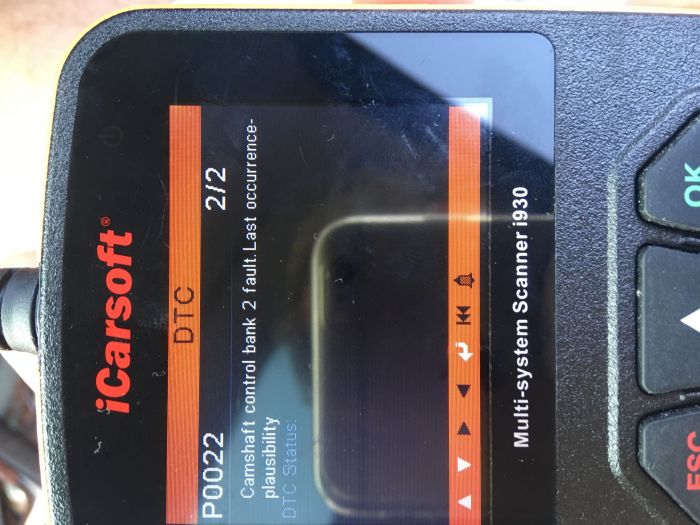 iCarsoft®
DTC
P0022 2/2
Camshaft control bank 2 fault.Last occurrence-
plausibility
DTC Status:
Multi-system Scanner i930
ESC
OK